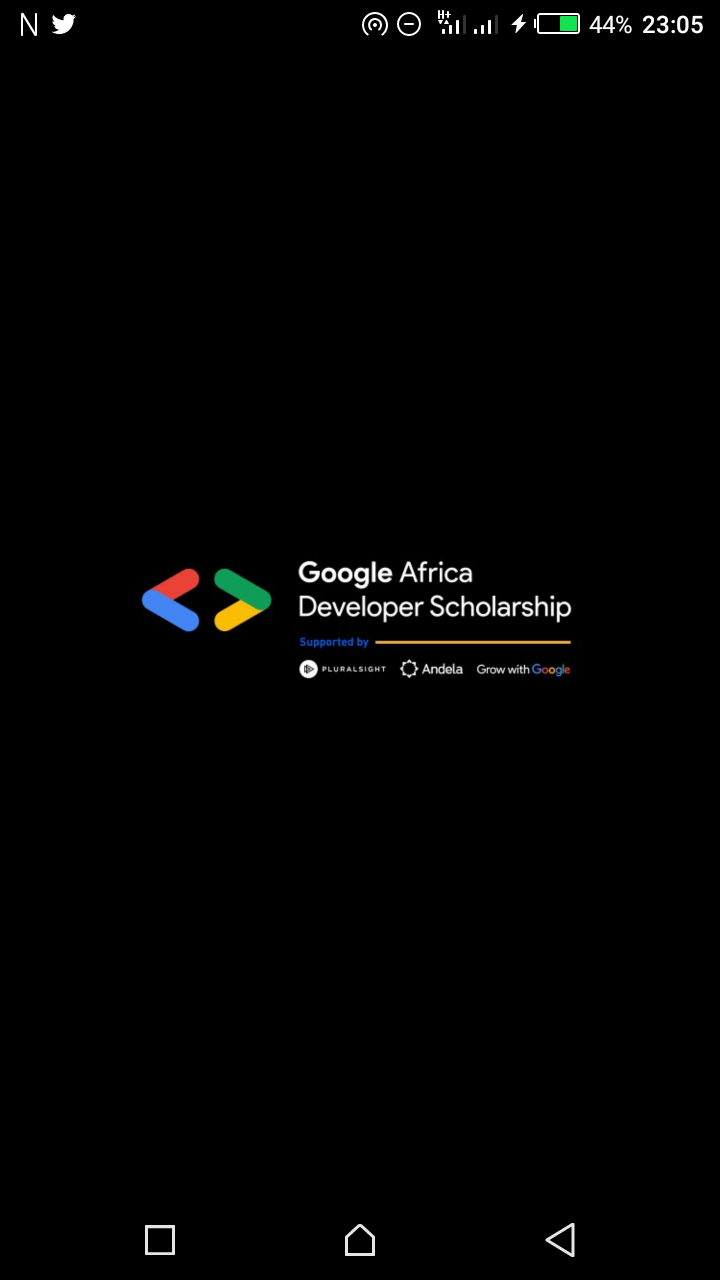 H+ 44% 23:05
Google Africa
Developer Scholarship
Supported by
PLURALSIGHT Andela Grow with Google